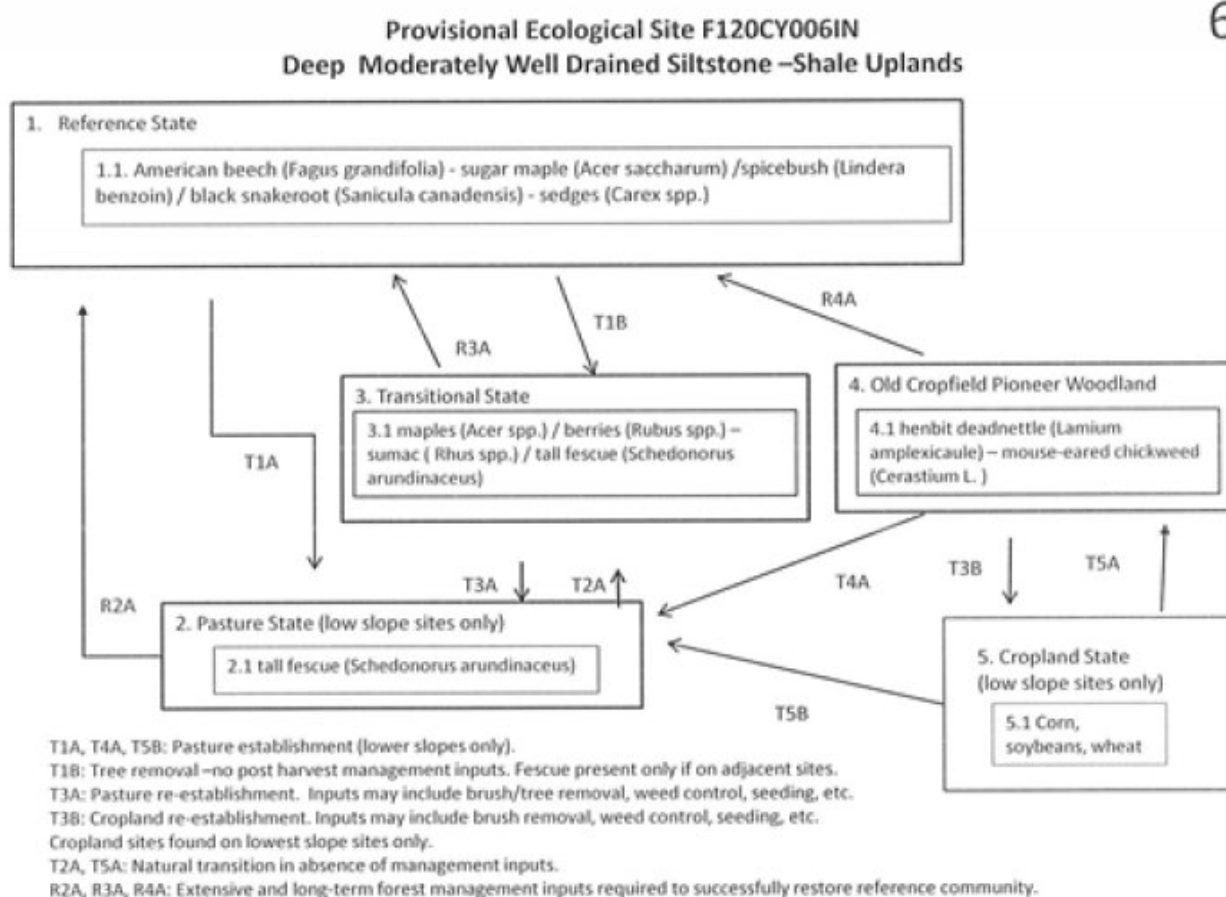 6
Provisional Ecological Site F120CY006IN
Deep Moderately Well Drained Siltstone –Shale Uplands
1. Reference State
1.1. American beech (Fagus grandifolia) - sugar maple (Acer saccharum) /spicebush (Lindera
benzoin) / black snakeroot (Sanicula canadensis) - sedges (Carex spp.)
R4A
T1B
R3A
3. Transitional State
3.1 maples (Acer spp.) / berries (Rubus spp.) –
sumac ( Rhus spp.) / tall fescue (Schedonorus
arundinaceus)
4. Old Cropfield Pioneer Woodland
4.1 henbit deadnettle (Lamium
amplexicaule) – mouse-eared chickweed
(Cerastium L. )
T1A
T3A
T2A
T4A
T3B
T5A
R2A
2. Pasture State (low slope sites only)
2.1 tall fescue (Schedonorus arundinaceus)
5. Cropland State
(low slope sites only)
5.1 Corn,
soybeans, wheat
T5B
T1A, T4A, T5B: Pasture establishment (lower slopes only).
T1B: Tree removal –no post harvest management inputs. Fescue present only if on adjacent sites.
T3A: Pasture re-establishment. Inputs may include brush/tree removal, weed control, seeding, etc.
T3B: Cropland re-establishment. Inputs may include brush removal, weed control, seeding, etc.
Cropland sites found on lowest slope sites only.
T2A, T5A: Natural transition in absence of management inputs.
R2A, R3A, R4A: Extensive and long-term forest management inputs required to successfully restore reference community.